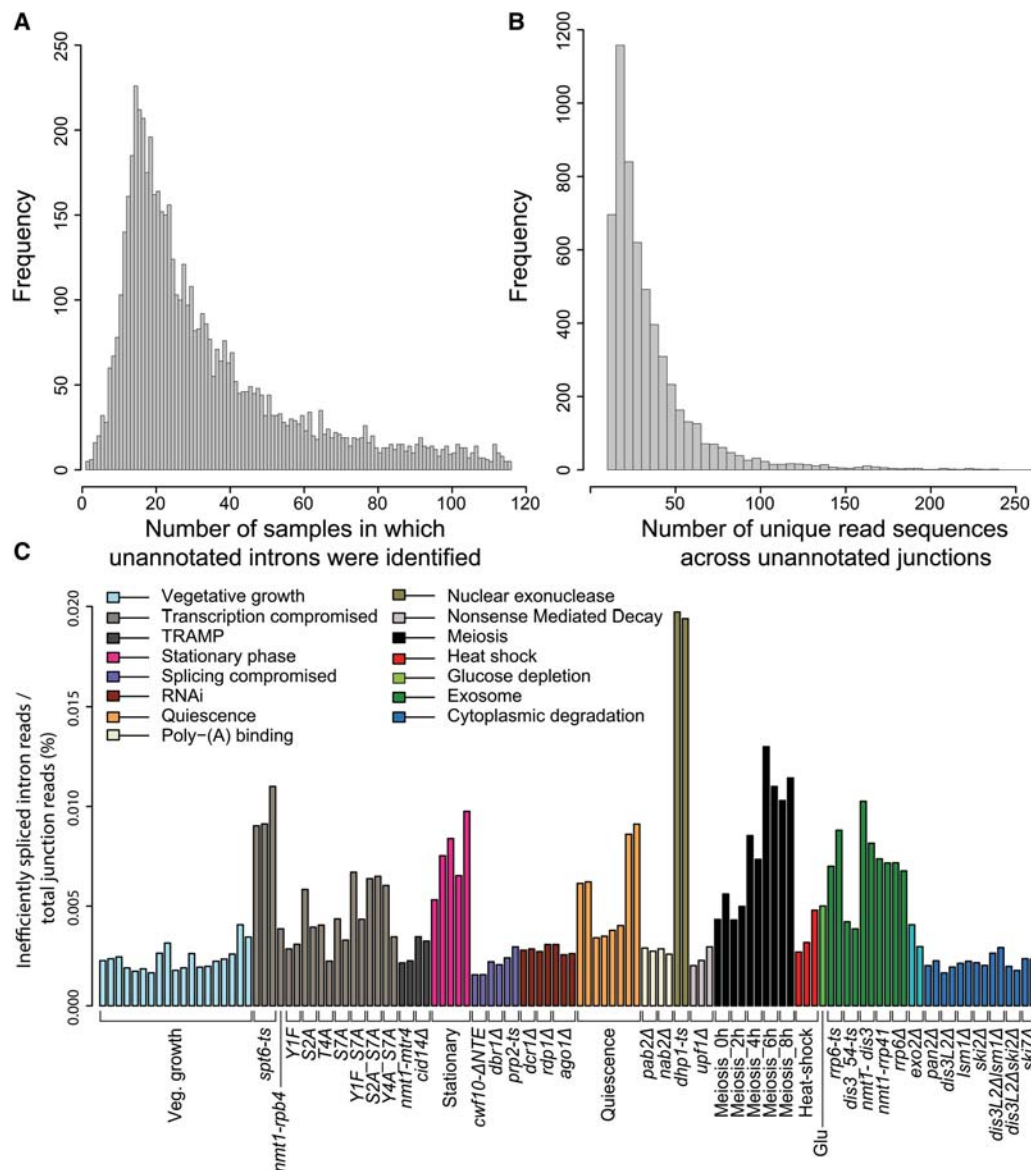 A
250
200
150
100
50
0
Frequency
0 20 40 60 80 100 120
Number of samples in which
unannotated introns were identified
B
1200
1000
800
600
400
200
0
Frequency
50 100 150 200 250
Number of unique read sequences
across unannotated junctions
C
0.020
0.015
0.010
0.005
0.000
Inefficiently spliced intron reads /
total junction reads (%)
Vegetative growth
Transcription compromised
TRAMP
Stationary phase
Splicing compromised
RNAi
Quiescence
Poly-(A) binding
Nuclear exonuclease
Nonsense Mediated Decay
Meiosis
Heat shock
Glucose depletion
Exosome
Cytoplasmic degradation
Veg. growth
spt6-ts
nmt1-rpb4
Y1F
S2A
T4A
S7A
Y1F_S7A
S2A_S7A
Y4A_S7A
nmt1-mtr4
cid14Δ
Stationary
cwf10-ΔNTE
dbr1Δ
prp2-ts
dcr1Δ
rdp1Δ
ago1Δ
Quiescence
pab2Δ
nab2Δ
dhp1-ts
upf1Δ
Meiosis_0h
Meiosis_2h
Meiosis_4h
Meiosis_6h
Meiosis_8h
Heat-shock
Glu
rrp6-ts
dis3_54-ts
nmt1-dis3
nmt1-rrp41
rrp6Δ
exo2Δ
pan2Δ
dis3L2Δ
lsm1Δ
ski2Δ
dis3L2Δlsm1Δ
dis3L2Δski2Δ
ski7Δ